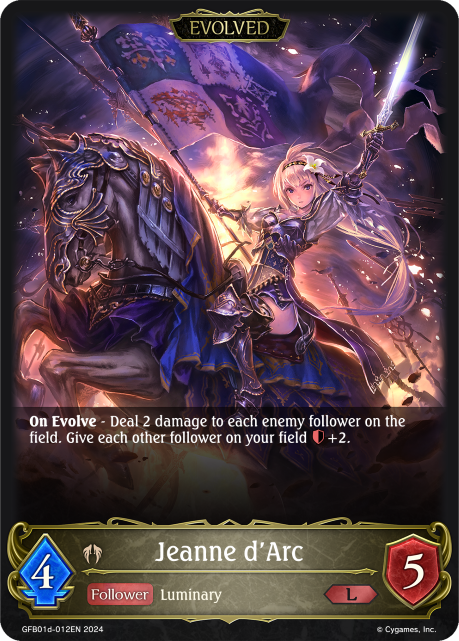 EVOLVED
On Evolve - Deal 2 damage to each enemy follower on the
field. Give each other follower on your field +2.
Jeanne d'Arc
4
Follower Luminary
L
5
GFB01d-012EN 2024
© Cygames, Inc.